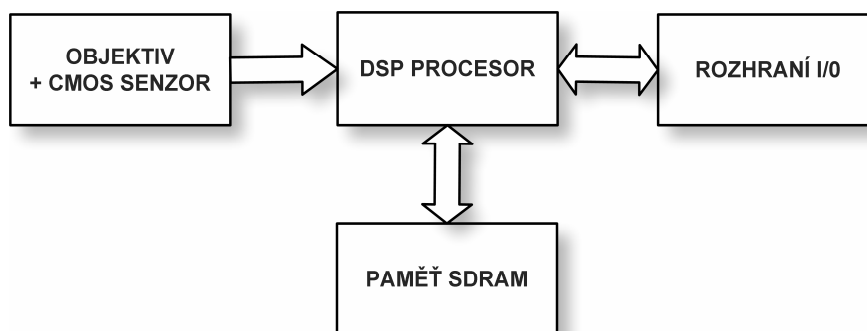 OBJEKTIV
+ CMOS SENZOR
DSP PROCESOR
ROZHRANÍ I/0
PAMĚŤ SDRAM